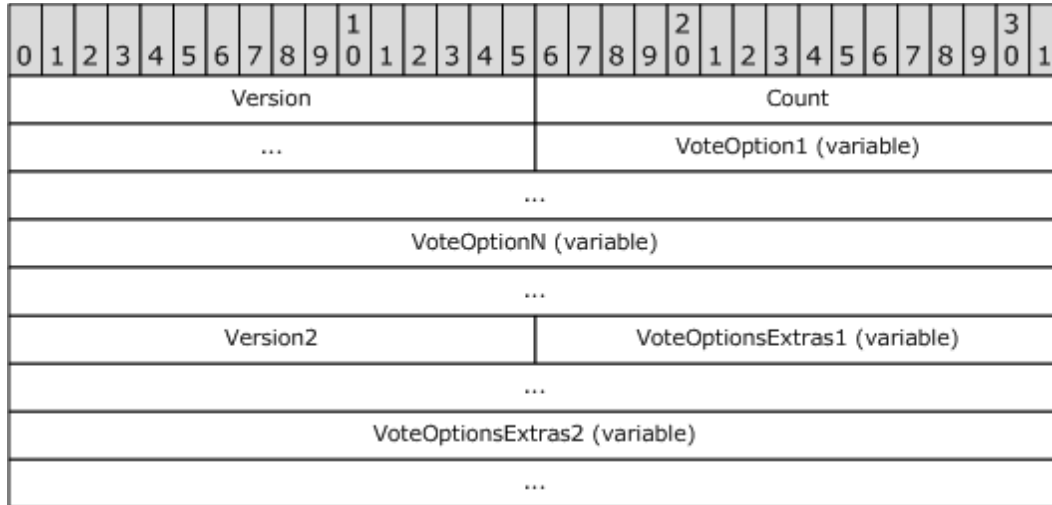 1 2 3
0 1 2 3 4 5 6 7 8 9 0 1 2 3 4 5 6 7 8 9 0 1 2 3 4 5 6 7 8 9 0 1
Version Count
... VoteOption1 (variable)
...
VoteOptionN (variable)
...
Version2 VoteOptionsExtras1 (variable)
...
VoteOptionsExtras2 (variable)
...